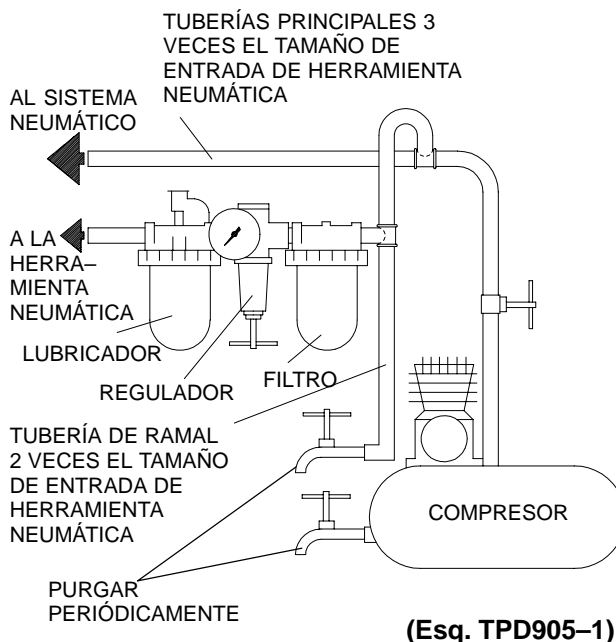 TUBERÍAS PRINCIPALES 3
VECES EL TAMAÑO DE
ENTRADA DE HERRAMIENTA
NEUMÁTICA
AL SISTEMA
NEUMÁTICO
A LA
HERRA–
MIENTA
NEUMÁTICA
LUBRICADOR
REGULADOR
FILTRO
TUBERÍA DE RAMAL
2 VECES EL TAMAÑO
DE ENTRADA DE
HERRAMIENTA
NEUMÁTICA
COMPRESOR
PURGAR
PERIÓDICAMENTE
(Esq. TPD905–1)